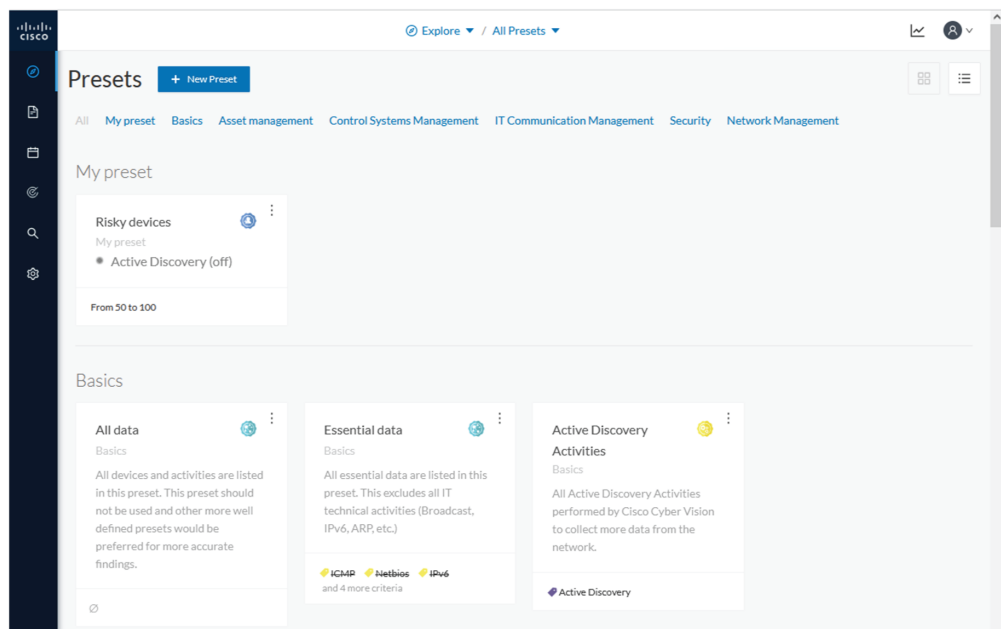 CISCO
Explore / All Presets
Presets
+ New Preset
All My preset Basics Asset management Control Systems Management IT Communication Management Security Network Management
My preset
Risky devices
My preset
Active Discovery (off)
From 50 to 100
Basics
All data
Basics
All devices and activities are listed
in this preset. This preset should
not be used and other more well
defined presets would be
preferred for more accurate
findings.
Essential data
Basics
All essential data are listed in this
preset. This excludes all IT
technical activities (Broadcast,
IPv6, ARP, etc.)
ICMP Netbios IPv6
and 4 more criteria
Active Discovery
Activities
Basics
All Active Discovery Activities
performed by Cisco Cyber Vision
to collect more data from the
network.
Active Discovery